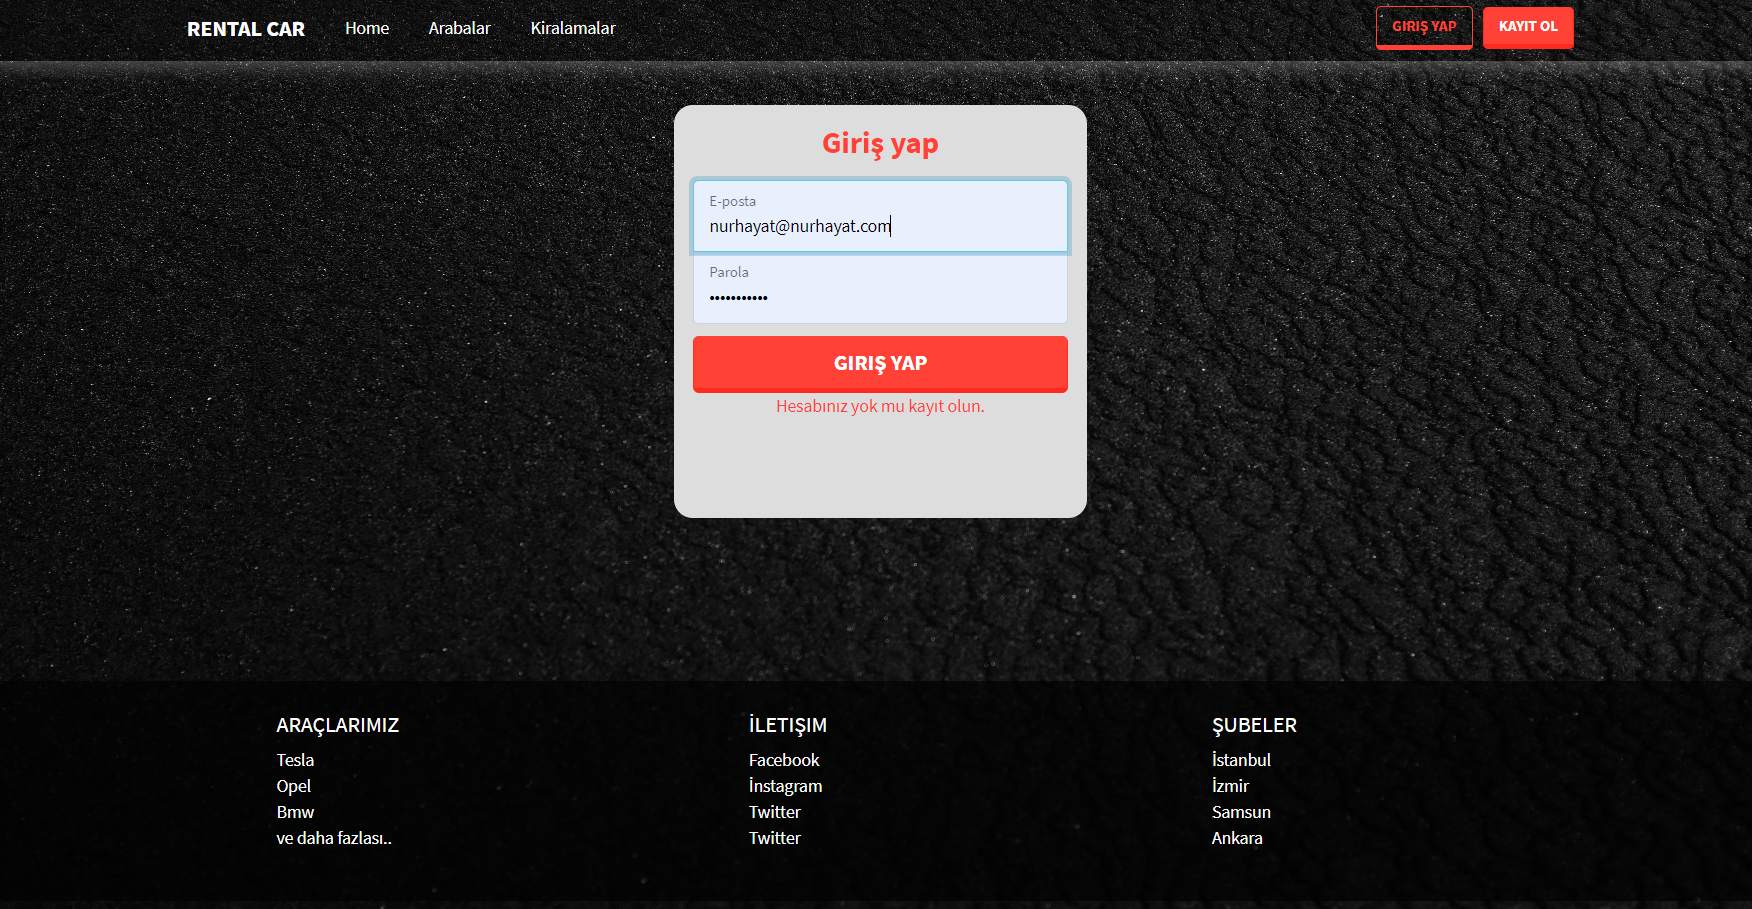 RENTAL CAR Home Arabalar Kiralamalar GIRIŞ YAP KAYIT OL
Giriş yap
E-posta
nurhayat@nurhayat.com
Parola
•••••••••••
GIRIŞ YAP
Hesabınız yok mu kayıt olun.
ARAÇLARIMIZ
Tesla
Opel
Bmw
ve daha fazlası..
İLETIŞIM
Facebook
İnstagram
Twitter
Twitter
ŞUBELER
İstanbul
İzmir
Samsun
Ankara